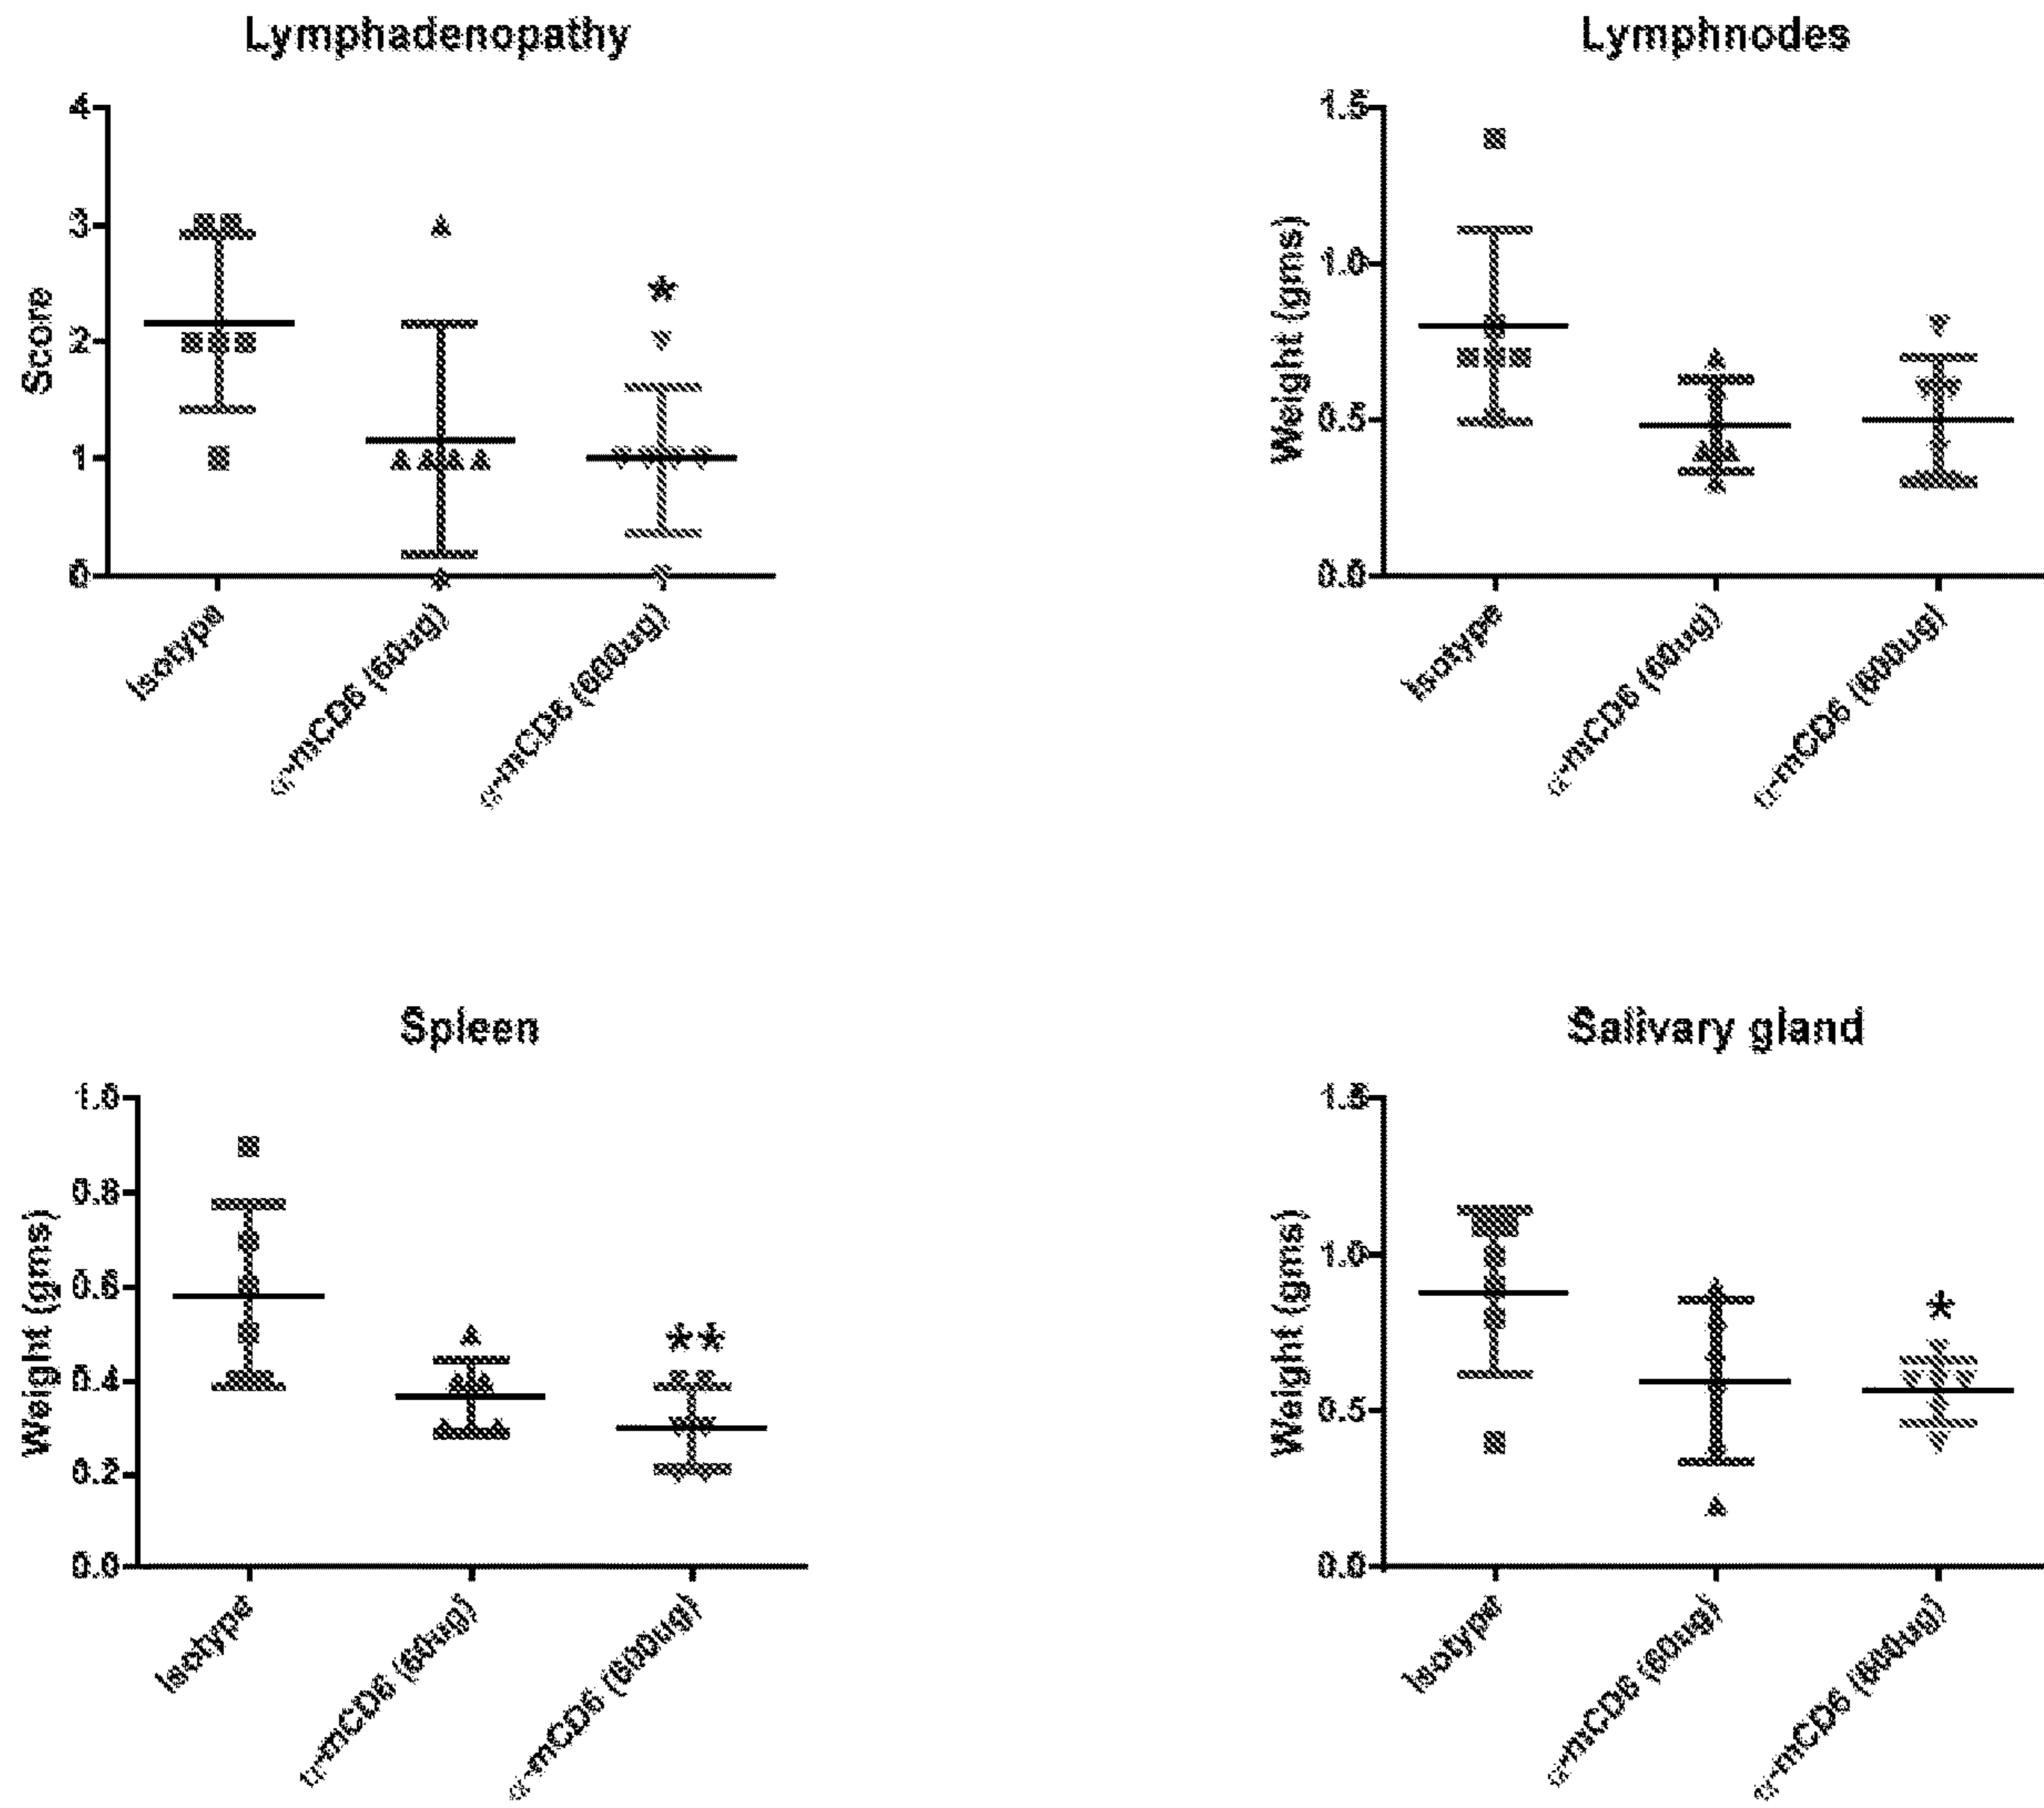 Lymphadenopathy
4
3
2
1
0
Score
*
Isotype
α-mCD6 (60ug)
α-mCD6 (600ug)
Lymphnodes
1.5
1.0
0.5
0.0
Weight (gms)
Isotype
α-mCD6 (60ug)
α-mCD6 (600ug)
Spleen
1.0
0.8
0.6
0.4
0.2
0.0
Weight (gms)
**
Isotype
α-mCD6 (60ug)
α-mCD6 (600ug)
Salivary gland
1.5
1.0
0.5
0.0
Weight (gms)
*
Isotype
α-mCD6 (60ug)
α-mCD6 (600ug)